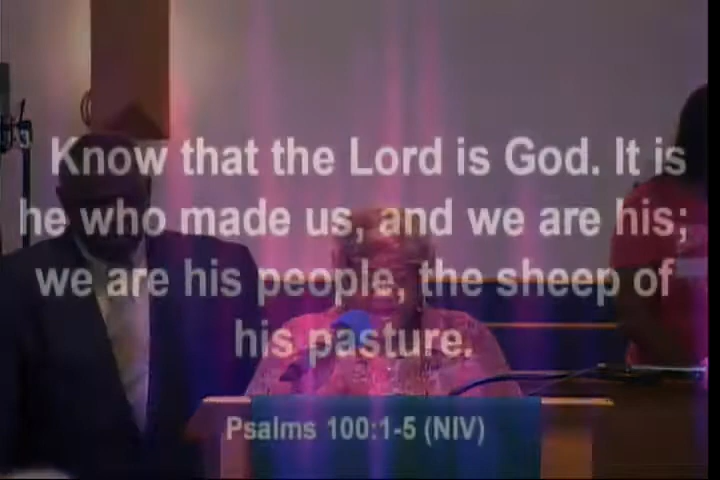 Know that the Lord is God. It is
he who made us, and we are his;
we are his people, the sheep of
his pasture.
Psalms 100:1-5 (NIV)